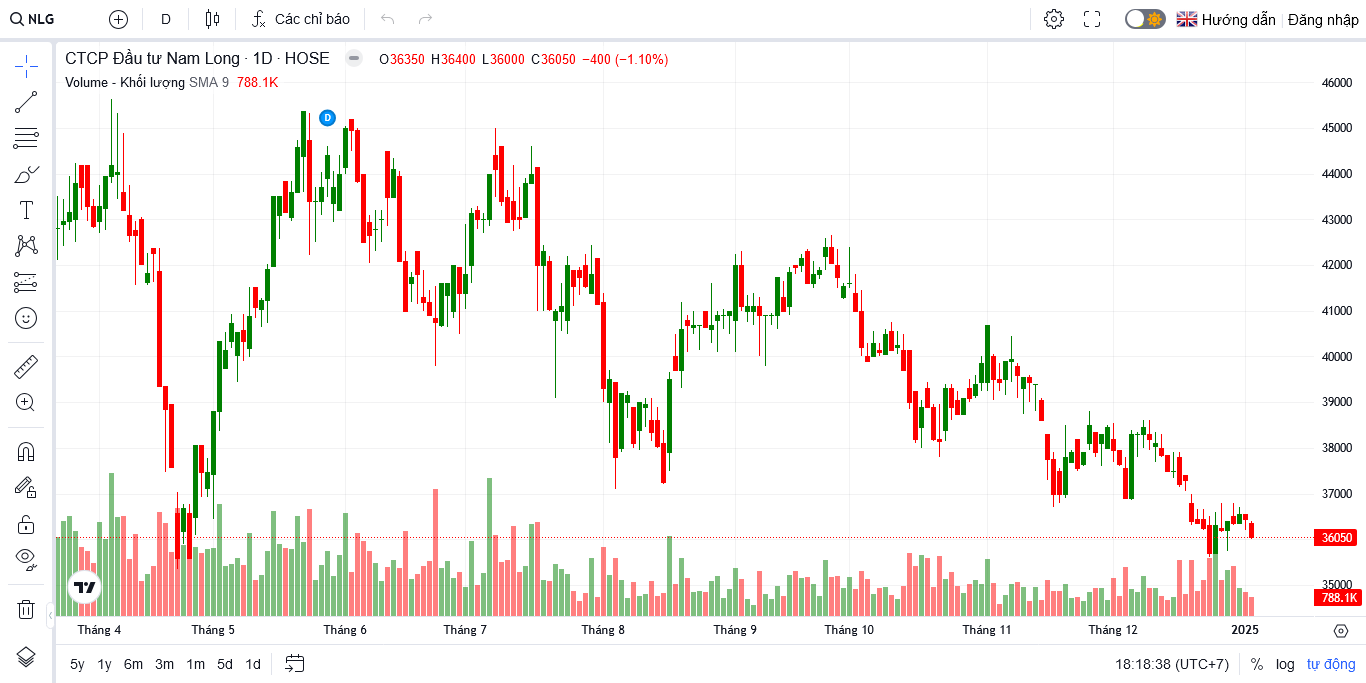 NLG D Các chỉ báo Hướng dẫn Đăng nhập
CTCP Đầu tư Nam Long · 1D · HOSE O36350 H36400 L36000 C36050 −400 (−1.10%)
Volume - Khối lượng SMA 9 788.1K
D
46000
45000
44000
43000
42000
41000
40000
39000
38000
37000
36050
35000
788.1K
Tháng 4 Tháng 5 Tháng 6 Tháng 7 Tháng 8 Tháng 9 Tháng 10 Tháng 11 Tháng 12 2025
5y 1y 6m 3m 1m 5d 1d 18:18:38 (UTC+7) % log tự động